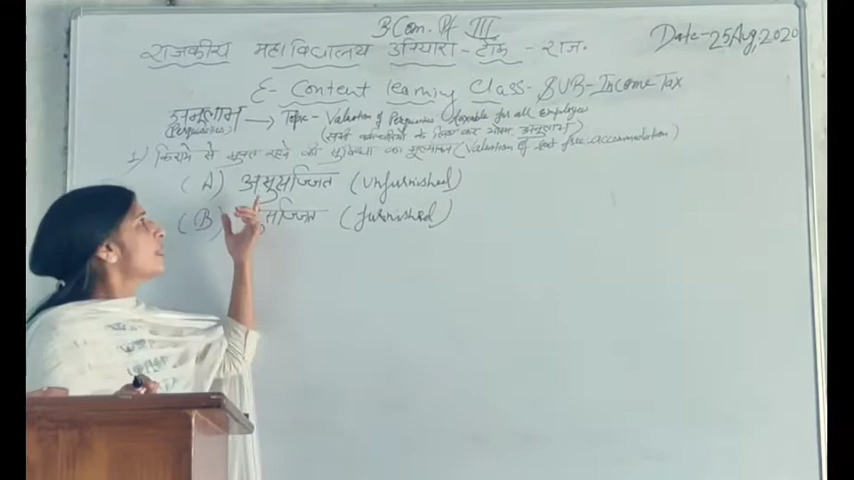 B.Com. Pt III
Date-25Aug,2020
राजकीय महाविद्यालय उनियारा - टोंक - राज.
E- Content learning Class- SUB- Income Tax
अनुलाभ (Perquisites) → Topic - Valuation of Perquisites Taxable for all Employees
(सभी कर्मचारियों के लिए कर योग्य अनुलाभ)
1) किराये से मुक्त रहने की सुविधा का मूल्यांकन (Valuation of rent free accommodation)
(A) असुसज्जित (Unfurnished)
(B) सुसज्जित (furnished)